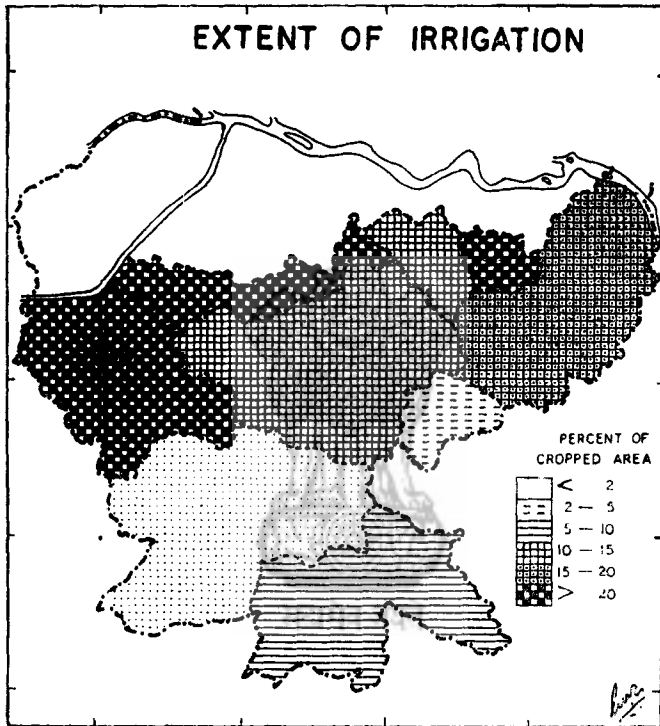 EXTENT OF IRRIGATION
PERCENT OF
CROPPED AREA
< 2
2 — 5
5 — 10
10 — 15
15 — 20
> 20